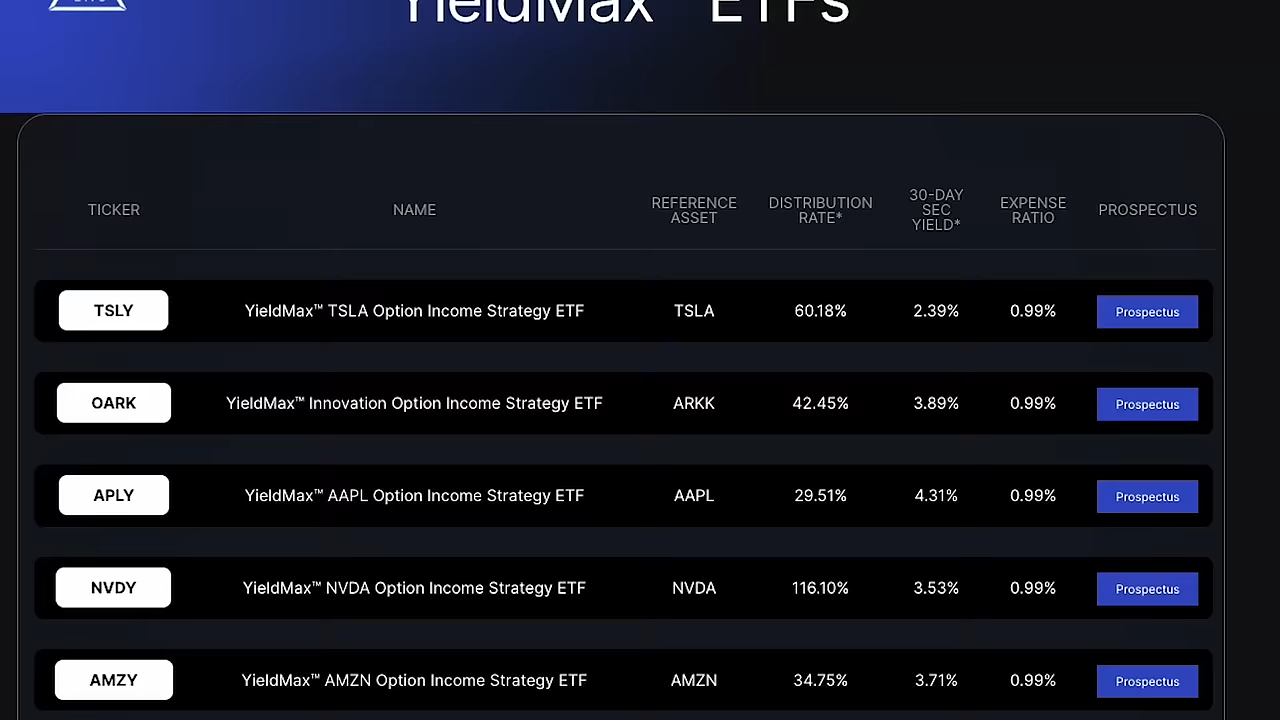 YieldMax™ ETFs
TICKER NAME REFERENCE ASSET DISTRIBUTION RATE* 30-DAY SEC YIELD* EXPENSE RATIO PROSPECTUS
TSLY YieldMax™ TSLA Option Income Strategy ETF TSLA 60.18% 2.39% 0.99% Prospectus
OARK YieldMax™ Innovation Option Income Strategy ETF ARKK 42.45% 3.89% 0.99% Prospectus
APLY YieldMax™ AAPL Option Income Strategy ETF AAPL 29.51% 4.31% 0.99% Prospectus
NVDY YieldMax™ NVDA Option Income Strategy ETF NVDA 116.10% 3.53% 0.99% Prospectus
AMZY YieldMax™ AMZN Option Income Strategy ETF AMZN 34.75% 3.71% 0.99% Prospectus